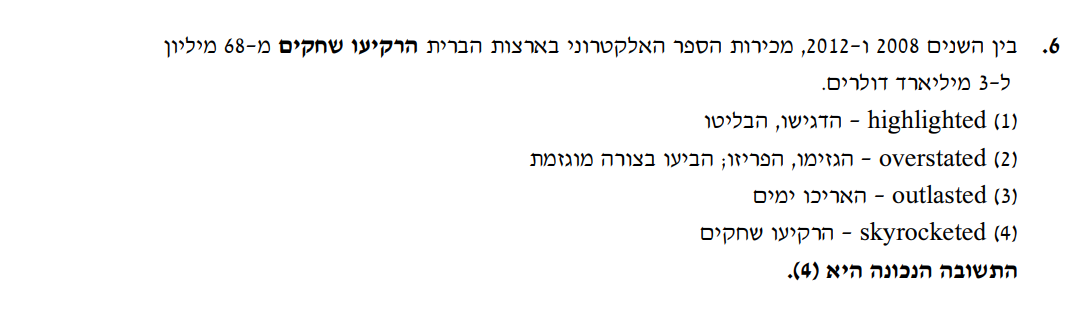 6. בין השנים 2008 ו-2012, מכירות הספר האלקטרוני בארצות הברית הרקיעו שחקים מ-68 מיליון
ל-3 מיליארד דולרים.
(1) highlighted - הדגישו, הבליטו
(2) overstated - הגזימו, הפריזו; הביעו בצורה מוגזמת
(3) outlasted - האריכו ימים
(4) skyrocketed - הרקיעו שחקים
התשובה הנכונה היא (4).